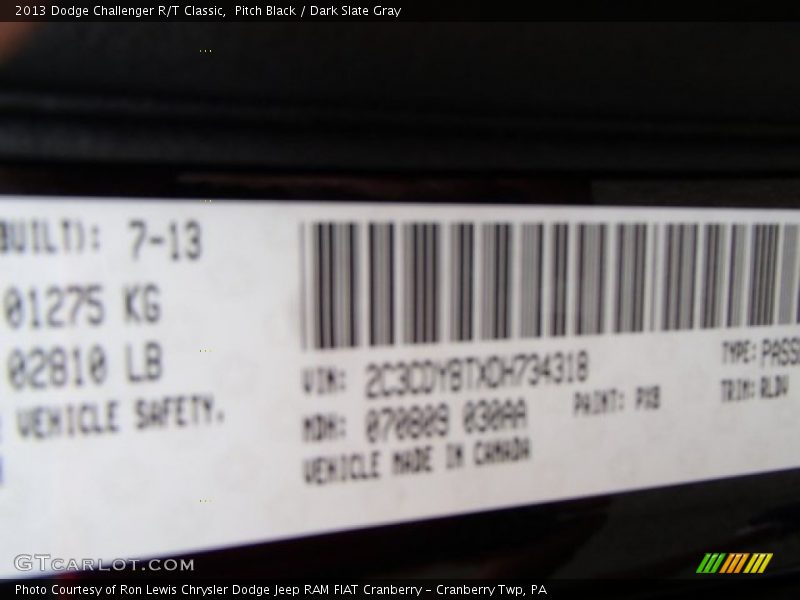 2013 Dodge Challenger R/T Classic,  Pitch Black / Dark Slate Gray
BUILT): 7-13
01275 KG
02810 LB
VEHICLE SAFETY.
VIN: 2C3CDYBTXDH734318
MDH: 070809 030AA
PAINT: PX8
VEHICLE MADE IN CANADA
TYPE: PASS
TRIM: RLDV
GTCARLOT.COM
Photo Courtesy of Ron Lewis Chrysler Dodge Jeep RAM FIAT Cranberry - Cranberry Twp, PA